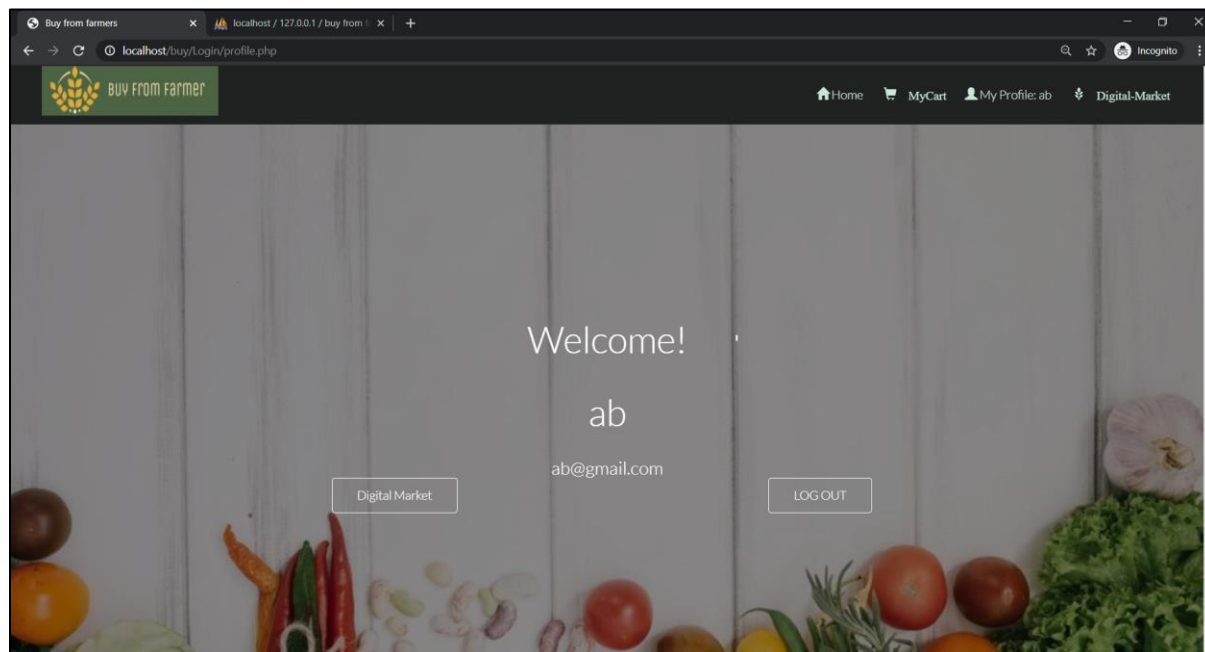 Buy from farmers
localhost / 127.0.0.1 / buy from f
localhost/buy/Login/profile.php
Incognito
BUY FROM FARMER
Home MyCart My Profile: ab Digital-Market
Welcome!
ab
ab@gmail.com
Digital Market LOG OUT